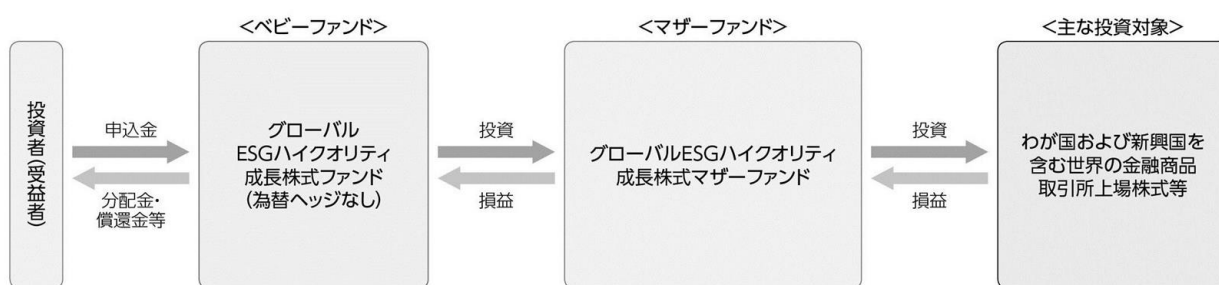 <ベビーファンド>
<マザーファンド>
<主な投資対象>
投資者(受益者)
申込金
分配金・
償還金等
グローバル
ESGハイクオリティ
成長株式ファンド
(為替ヘッジなし)
投資
損益
グローバルESGハイクオリティ
成長株式マザーファンド
投資
損益
わが国および新興国を
含む世界の金融商品
取引所上場株式等